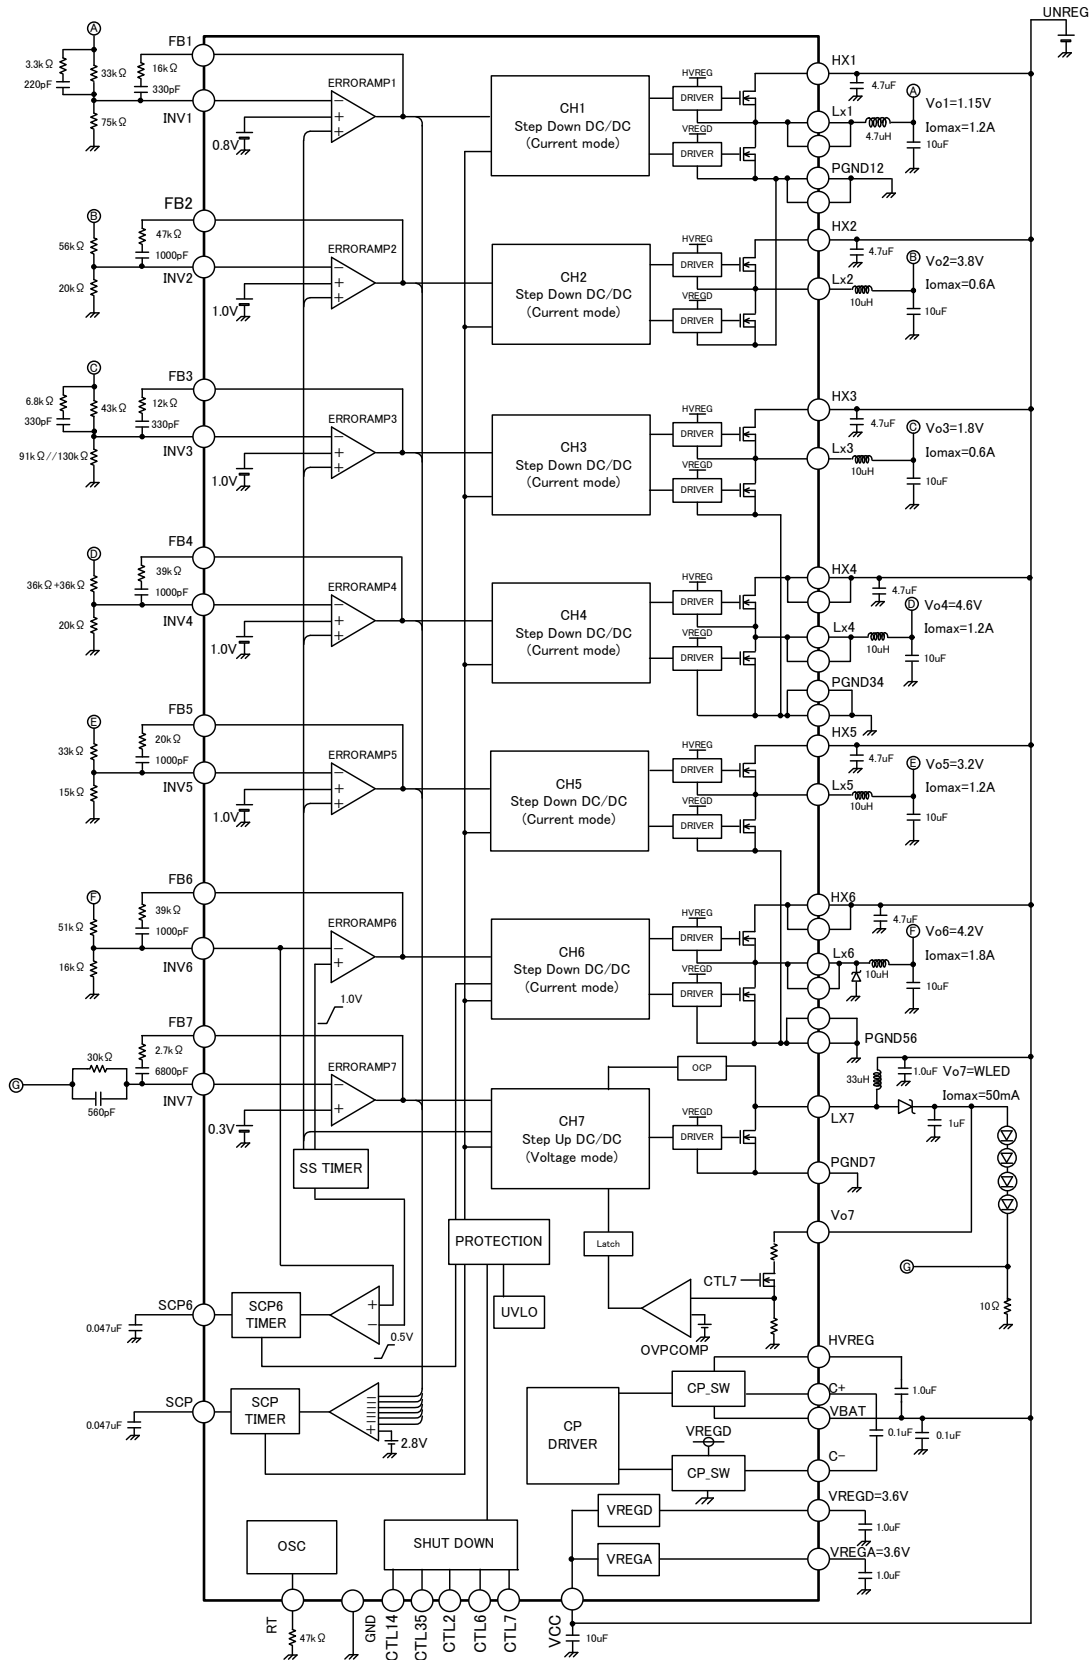 UNREG
A
FB1
3.3kΩ
33kΩ
220pF
16kΩ
330pF
INV1
75kΩ
ERRORAMP1
0.8V
CH1
Step Down DC/DC
(Current mode)
HVREG
DRIVER
VREGD
DRIVER
HX1
4.7uF
Lx1
4.7uH
A
Vo1=1.15V
Iomax=1.2A
10uF
PGND12
B
FB2
56kΩ
47kΩ
1000pF
INV2
20kΩ
ERRORAMP2
1.0V
CH2
Step Down DC/DC
(Current mode)
HVREG
DRIVER
VREGD
DRIVER
HX2
4.7uF
Lx2
10uH
B
Vo2=3.8V
Iomax=0.6A
10uF
C
FB3
6.8kΩ
43kΩ
330pF
12kΩ
330pF
INV3
91kΩ//130kΩ
ERRORAMP3
1.0V
CH3
Step Down DC/DC
(Current mode)
HVREG
DRIVER
VREGD
DRIVER
HX3
4.7uF
Lx3
10uH
C
Vo3=1.8V
Iomax=0.6A
10uF
D
FB4
36kΩ+36kΩ
39kΩ
1000pF
INV4
20kΩ
ERRORAMP4
1.0V
CH4
Step Down DC/DC
(Current mode)
HVREG
DRIVER
VREGD
DRIVER
HX4
4.7uF
Lx4
10uH
D
Vo4=4.6V
Iomax=1.2A
10uF
PGND34
E
FB5
33kΩ
20kΩ
1000pF
INV5
15kΩ
ERRORAMP5
1.0V
CH5
Step Down DC/DC
(Current mode)
HVREG
DRIVER
VREGD
DRIVER
HX5
4.7uF
Lx5
10uH
E
Vo5=3.2V
Iomax=1.2A
10uF
F
FB6
51kΩ
39kΩ
1000pF
INV6
16kΩ
ERRORAMP6
1.0V
CH6
Step Down DC/DC
(Current mode)
HVREG
DRIVER
VREGD
DRIVER
HX6
4.7uF
Lx6
10uH
F
Vo6=4.2V
Iomax=1.8A
10uF
PGND56
G
FB7
30kΩ
560pF
2.7kΩ
6800pF
INV7
ERRORAMP7
0.3V
SS TIMER
CH7
Step Up DC/DC
(Voltage mode)
OCP
VREGD
DRIVER
33uH
1.0uF
Vo7=WLED
Iomax=50mA
LX7
1uF
PGND7
Vo7
PROTECTION
UVLO
Latch
CTL7
OVPCOMP
G
10Ω
SCP6
0.047uF
SCP6
TIMER
0.5V
SCP
0.047uF
SCP
TIMER
2.8V
HVREG
CP_SW
C+
1.0uF
VBAT
CP
DRIVER
VREGD
CP_SW
0.1uF
0.1uF
C-
VREGD
VREGD=3.6V
1.0uF
VREGA
VREGA=3.6V
1.0uF
OSC
SHUT DOWN
RT
47kΩ
GND
CTL14
CTL35
CTL2
CTL6
CTL7
VCC
10uF